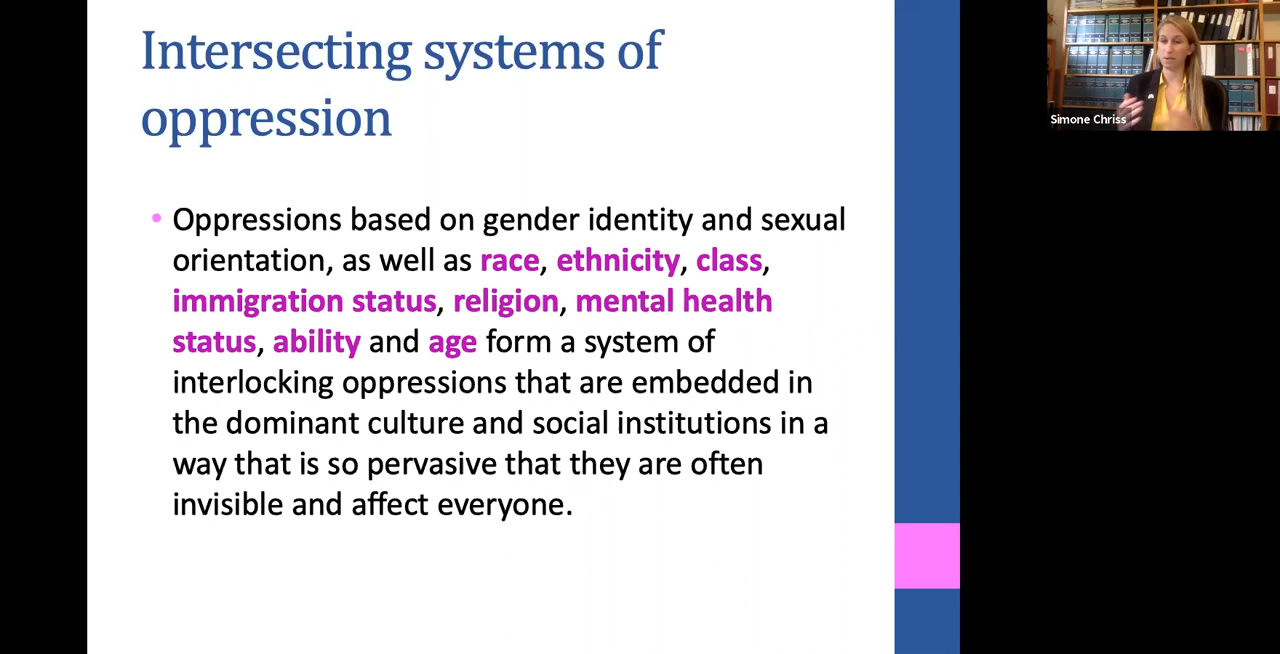 Intersecting systems of
oppression
Simone Chriss
• Oppressions based on gender identity and sexual
orientation, as well as race, ethnicity, class,
immigration status, religion, mental health
status, ability and age form a system of
interlocking oppressions that are embedded in
the dominant culture and social institutions in a
way that is so pervasive that they are often
invisible and affect everyone.